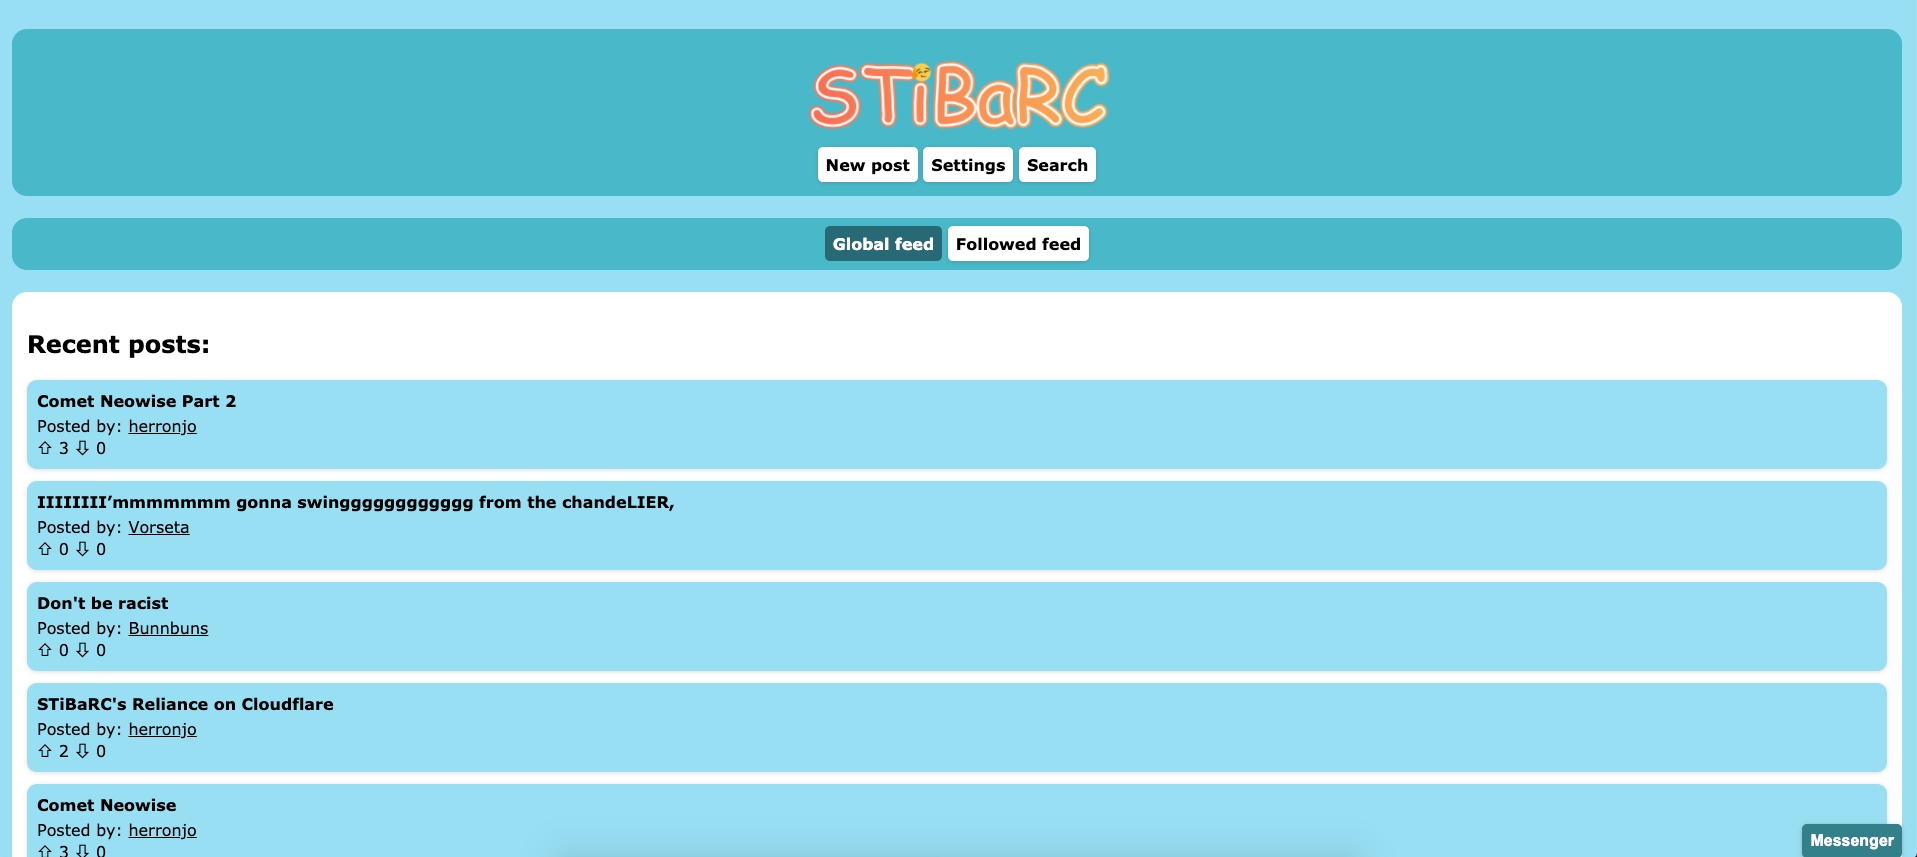 STiBaRC
New post Settings Search
Global feed Followed feed
Recent posts:
Comet Neowise Part 2
Posted by: herronjo
⇧ 3 ⇩ 0
IIIIIIII’mmmmmmm gonna swingggggggggggg from the chandeLIER,
Posted by: Vorseta
⇧ 0 ⇩ 0
Don't be racist
Posted by: Bunnbuns
⇧ 0 ⇩ 0
STiBaRC's Reliance on Cloudflare
Posted by: herronjo
⇧ 2 ⇩ 0
Comet Neowise
Posted by: herronjo
⇧ 3 ⇩ 0
Messenger